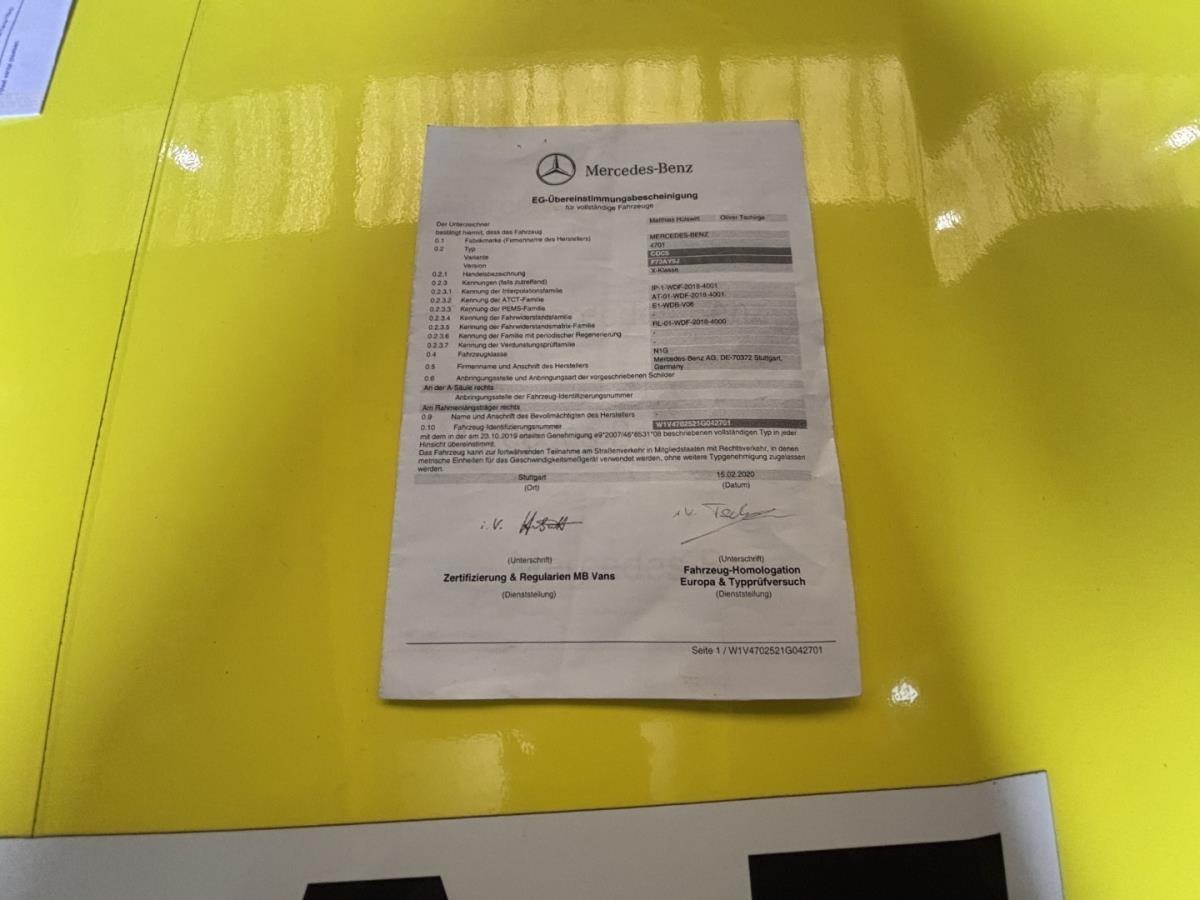 Mercedes-Benz
EG-Übereinstimmungsbescheinigung
für vollständige Fahrzeuge
Der Unterzeichner Matthias Hülswitt Oliver Tschirge
bestätigt hiermit, dass das Fahrzeug
0.1 Fabrikmarke (Firmenname des Herstellers) MERCEDES-BENZ
0.2 Typ 4701
Variante CDC5
Version
0.2.1 Handelsbezeichnung X-Klasse
0.2.3 Kennungen (falls zutreffend)
0.2.3.1 Kennung der Interpolationsfamilie IP-1-WDF-2018-4001
0.2.3.2 Kennung der ATCT-Familie AT-01-WDF-2018-4001
0.2.3.3 Kennung der PEMS-Familie E1-WDB-V06
0.2.3.4 Kennung der Fahrwiderstandsfamilie -
0.2.3.5 Kennung der Fahrwiderstandsmatrix-Familie RL-01-WDF-2018-4000
0.2.3.6 Kennung der Familie mit periodischer Regenerierung -
0.2.3.7 Kennung der Verdunstungsprüffamilie -
0.4 Fahrzeugklasse N1G
0.5 Firmenname und Anschrift des Herstellers Mercedes-Benz AG, DE-70372 Stuttgart,
Germany
0.6 Anbringungsstelle und Anbringungsart der vorgeschriebenen Schilder
An der A-Säule rechts
Anbringungsstelle der Fahrzeug-Identifizierungsnummer
Am Rahmenlängsträger rechts
0.9 Name und Anschrift des Bevollmächtigten des Herstellers -
0.10 Fahrzeug-Identifizierungsnummer W1V4702521G042701
mit dem in der am 23.10.2019 erteilten Genehmigung e9*2007/46*6531*08 beschriebenen vollständigen Typ in jeder
Hinsicht übereinstimmt.
Das Fahrzeug kann zur fortwährenden Teilnahme am Straßenverkehr in Mitgliedstaaten mit Rechtsverkehr, in denen
metrische Einheiten für das Geschwindigkeitsmeßgerät verwendet werden, ohne weitere Typgenehmigung zugelassen
werden.
Stuttgart 15.02.2020
(Ort) (Datum)
i.V. i.V.
(Unterschrift) (Unterschrift)
Zertifizierung & Regularien MB Vans Fahrzeug-Homologation
Europa & Typprüfversuch
(Dienststellung) (Dienststellung)
Seite 1 / W1V4702521G042701